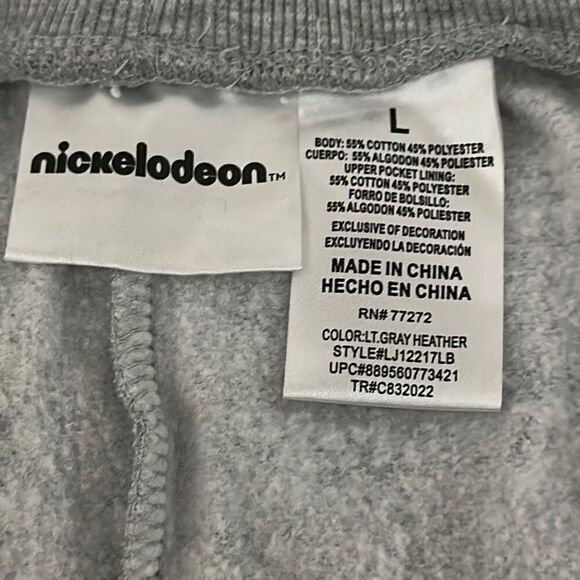 nickelodeon™
L
BODY: 55% COTTON 45% POLYESTER
CUERPO: 55% ALGODON 45% POLIESTER
UPPER POCKET LINING:
55% COTTON 45% POLYESTER
FORRO DE BOLSILLO:
55% ALGODON 45% POLIESTER
EXCLUSIVE OF DECORATION
EXCLUYENDO LA DECORACIÓN
MADE IN CHINA
HECHO EN CHINA
RN# 77272
COLOR:LT.GRAY HEATHER
STYLE#LJ12217LB
UPC#889560773421
TR#C832022